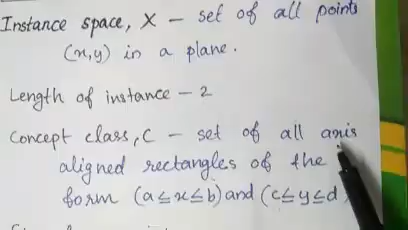 Instance space, X - set of all points
(x,y) in a plane.
Length of instance - 2
Concept class, C - set of all axis
aligned rectangles of the
form (a ≤ x ≤ b) and (c ≤ y ≤ d)